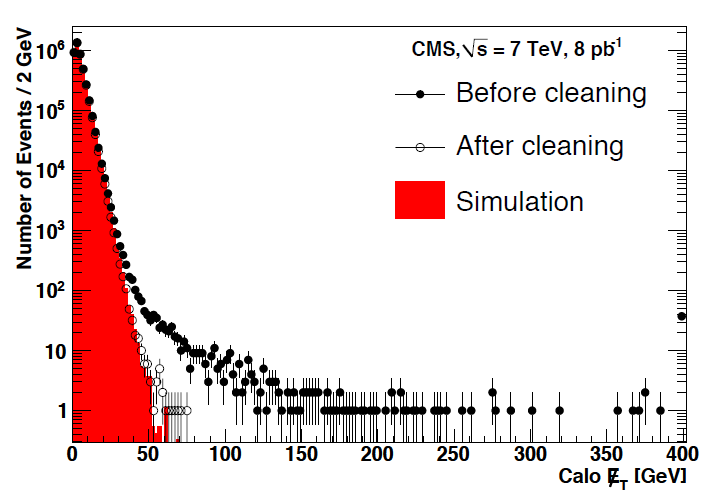 CMS, √s = 7 TeV, 8 pb⁻¹
Before cleaning
After cleaning
Simulation
Number of Events / 2 GeV
10⁶
10⁵
10⁴
10³
10²
10
1
0 50 100 150 200 250 300 350 400
Calo E̸_T [GeV]